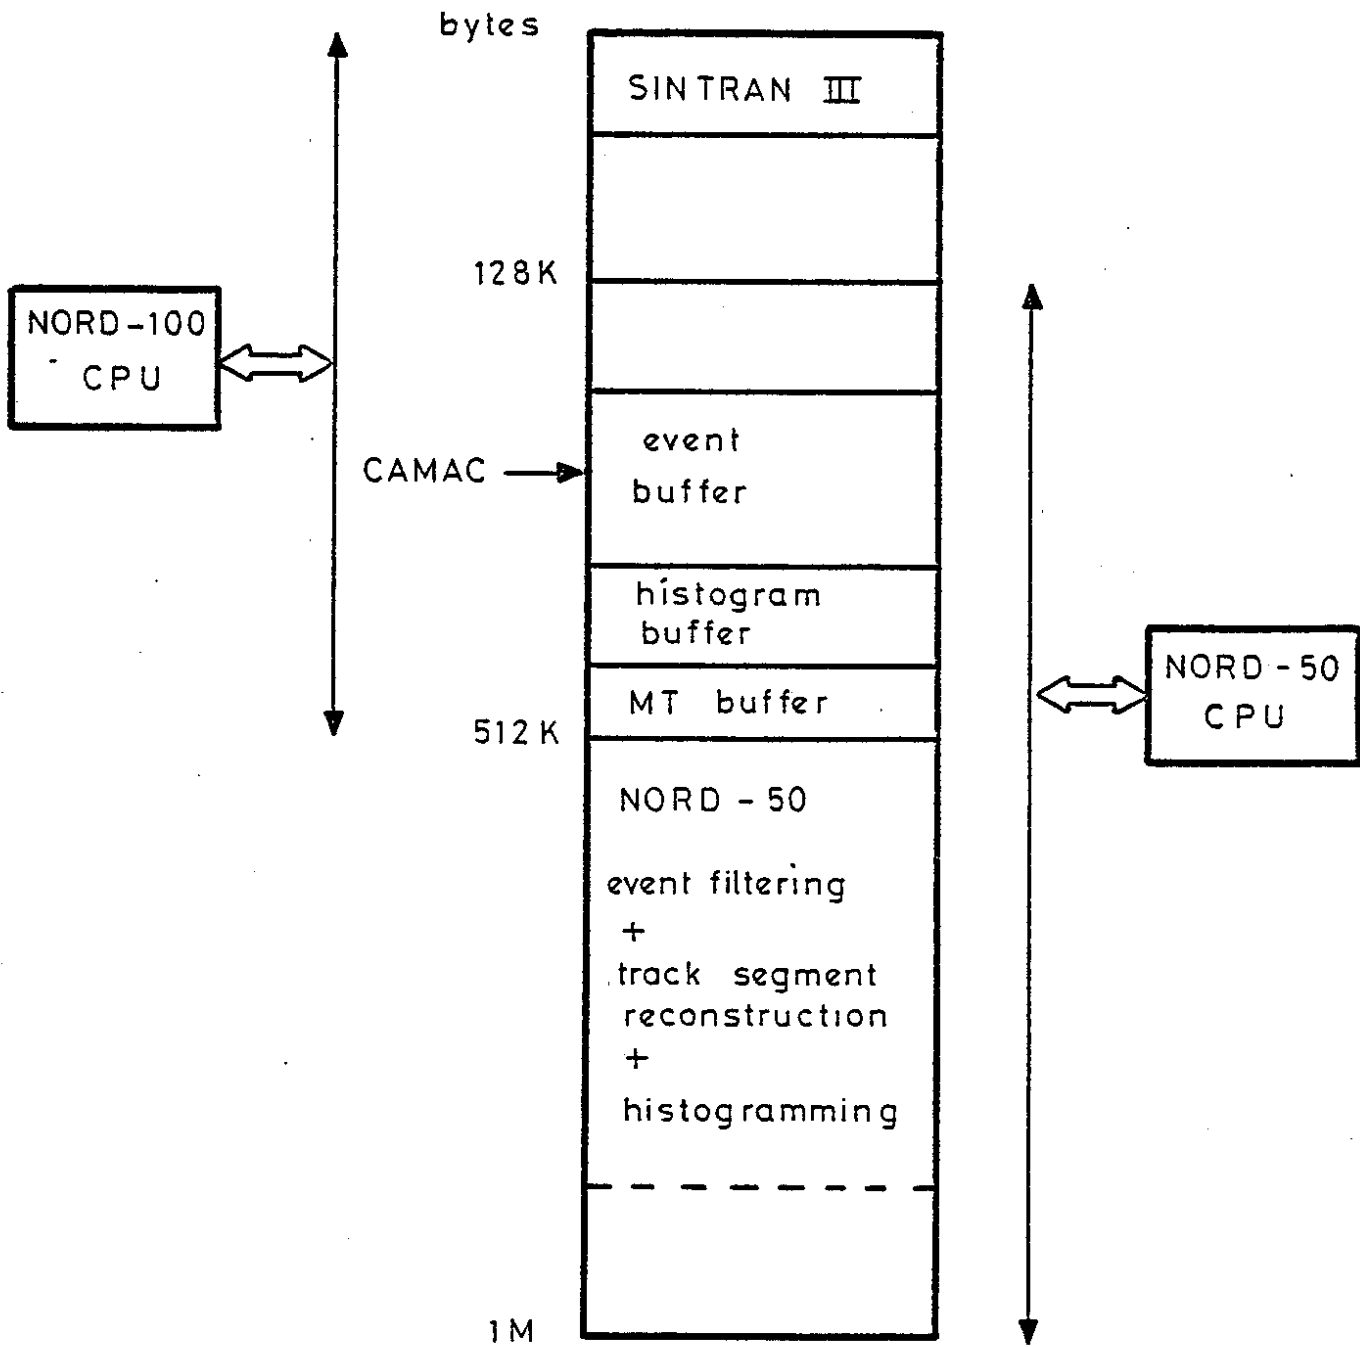 bytes
SINTRAN III
128K
NORD-100
CPU
CAMAC
event
buffer
histogram
buffer
MT buffer
512K
NORD-50
CPU
NORD-50
event filtering
+
track segment
reconstruction
+
histogramming
1M